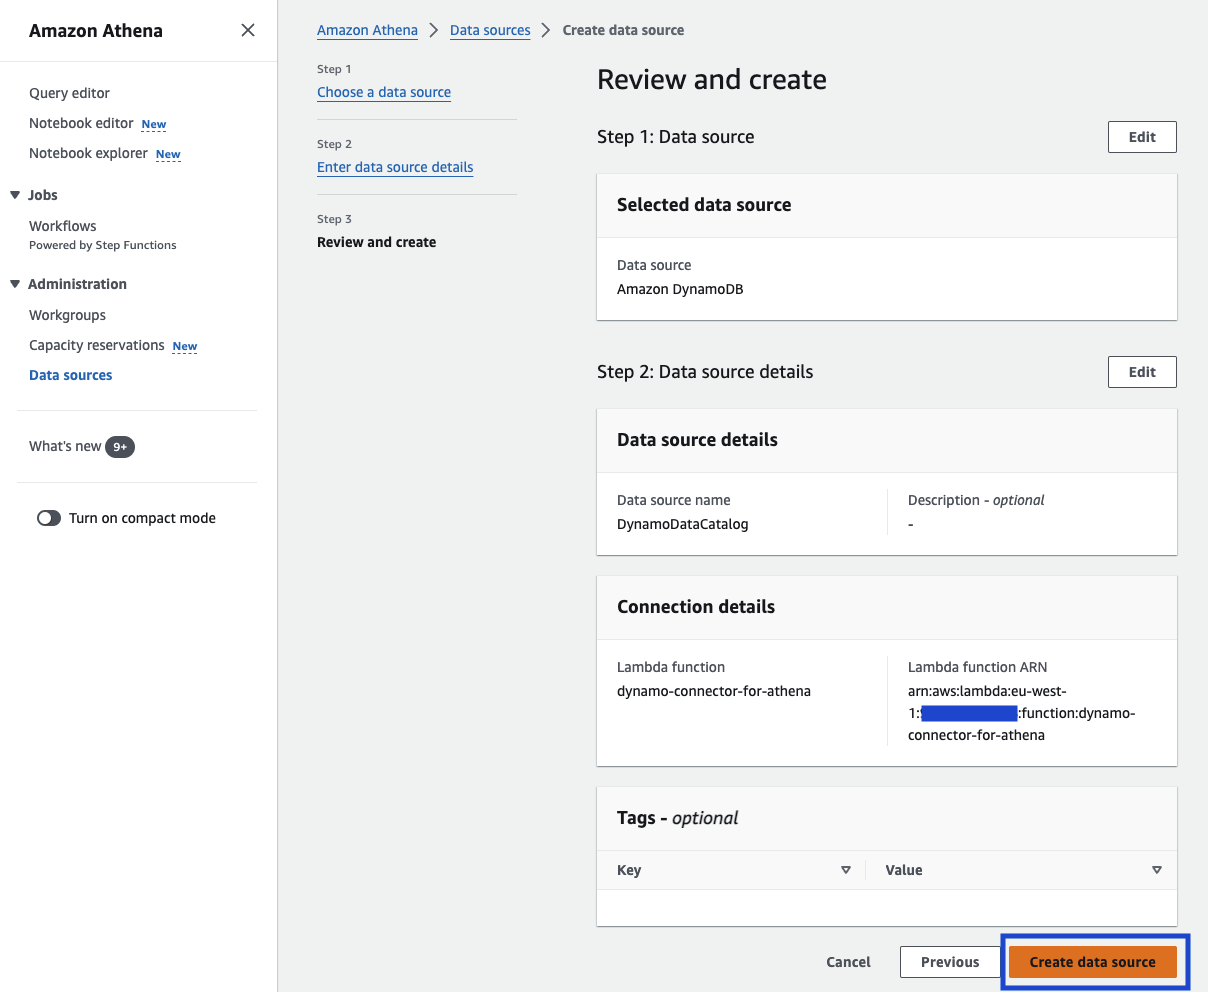 Amazon Athena
Query editor
Notebook editor New
Notebook explorer New
Jobs
Workflows
Powered by Step Functions
Administration
Workgroups
Capacity reservations New
Data sources
What's new 9+
Turn on compact mode
Amazon Athena > Data sources > Create data source
Step 1
Choose a data source
Step 2
Enter data source details
Step 3
Review and create
Review and create
Step 1: Data source
Edit
Selected data source
Data source
Amazon DynamoDB
Step 2: Data source details
Edit
Data source details
Data source name
DynamoDataCatalog
Description - optional
-
Connection details
Lambda function
dynamo-connector-for-athena
Lambda function ARN
arn:aws:lambda:eu-west-
1: :function:dynamo-
connector-for-athena
Tags - optional
Key
Value
Cancel
Previous
Create data source